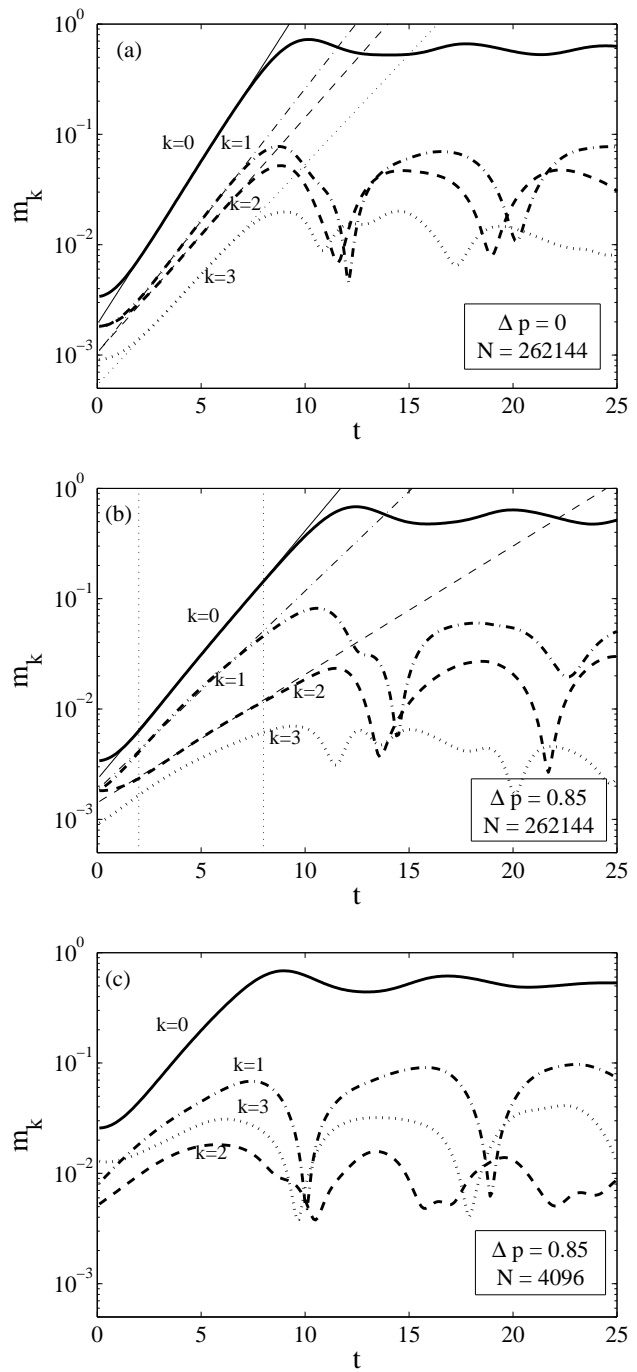 (a)
10^0
10^-1
10^-2
10^-3
m_k
k=0
k=1
k=2
k=3
Δ p = 0
N = 262144
0 5 10 15 20 25
t
(b)
10^0
10^-1
10^-2
10^-3
m_k
k=0
k=1
k=2
k=3
Δ p = 0.85
N = 262144
0 5 10 15 20 25
t
(c)
10^0
10^-1
10^-2
10^-3
m_k
k=0
k=1
k=3
k=2
Δ p = 0.85
N = 4096
0 5 10 15 20 25
t